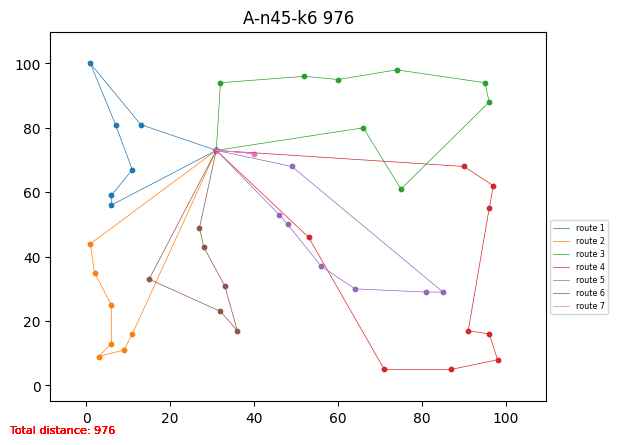 A-n45-k6 976
100
80
60
40
20
0
0 20 40 60 80 100
route 1
route 2
route 3
route 4
route 5
route 6
route 7
Total distance: 976